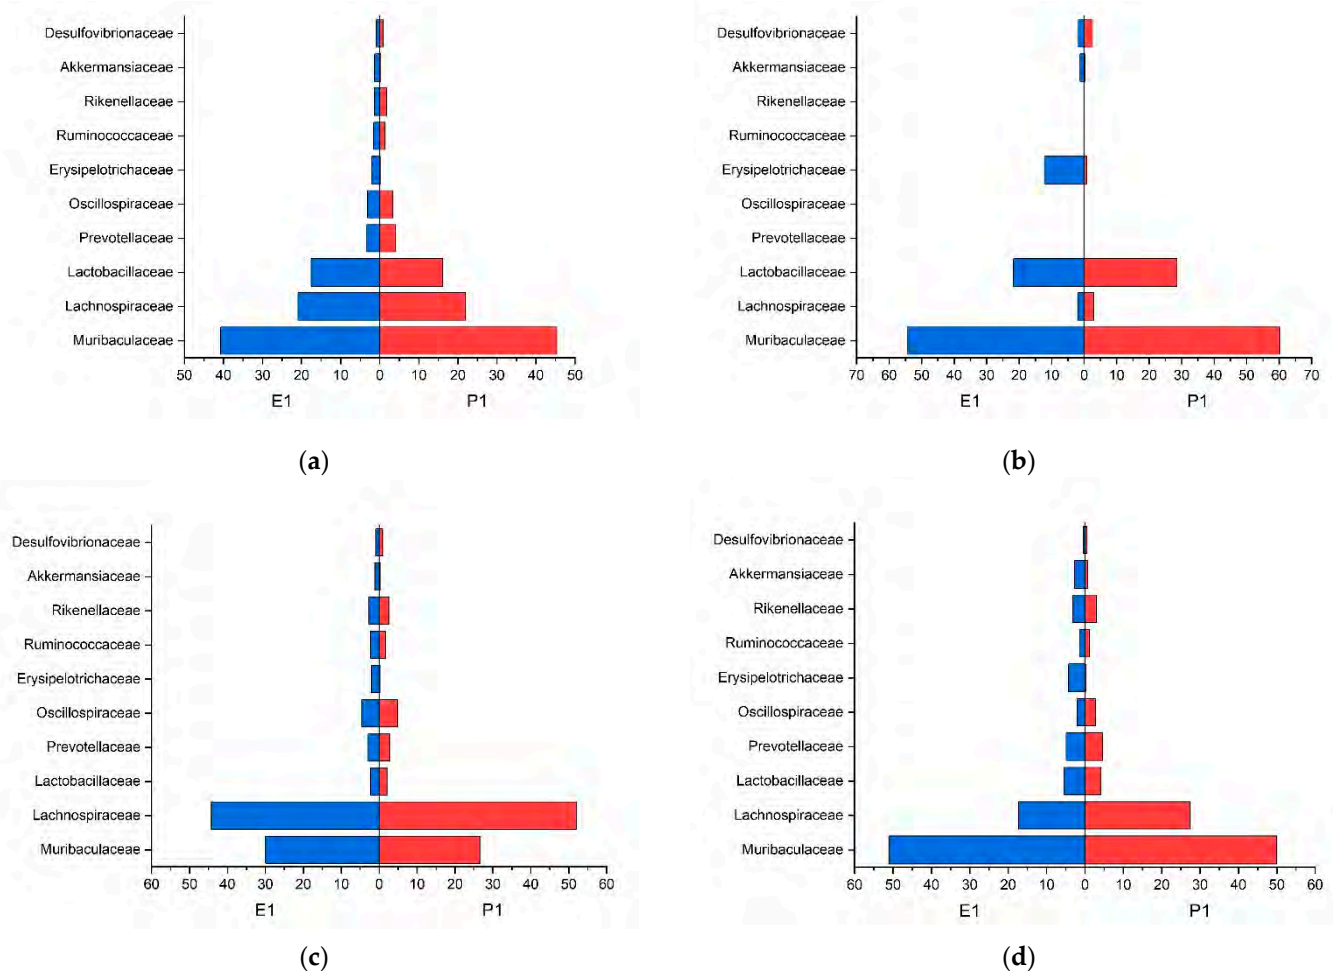 Desulfovibrionaceae
Akkermansiaceae
Rikenellaceae
Ruminococcaceae
Erysipelotrichaceae
Oscillospiraceae
Prevotellaceae
Lactobacillaceae
Lachnospiraceae
Muribaculaceae
50 40 30 20 10 0 10 20 30 40 50
E1 P1
(a)
Desulfovibrionaceae
Akkermansiaceae
Rikenellaceae
Ruminococcaceae
Erysipelotrichaceae
Oscillospiraceae
Prevotellaceae
Lactobacillaceae
Lachnospiraceae
Muribaculaceae
70 60 50 40 30 20 10 0 10 20 30 40 50 60 70
E1 P1
(b)
Desulfovibrionaceae
Akkermansiaceae
Rikenellaceae
Ruminococcaceae
Erysipelotrichaceae
Oscillospiraceae
Prevotellaceae
Lactobacillaceae
Lachnospiraceae
Muribaculaceae
60 50 40 30 20 10 0 10 20 30 40 50 60
E1 P1
(c)
Desulfovibrionaceae
Akkermansiaceae
Rikenellaceae
Ruminococcaceae
Erysipelotrichaceae
Oscillospiraceae
Prevotellaceae
Lactobacillaceae
Lachnospiraceae
Muribaculaceae
60 50 40 30 20 10 0 10 20 30 40 50 60
E1 P1
(d)